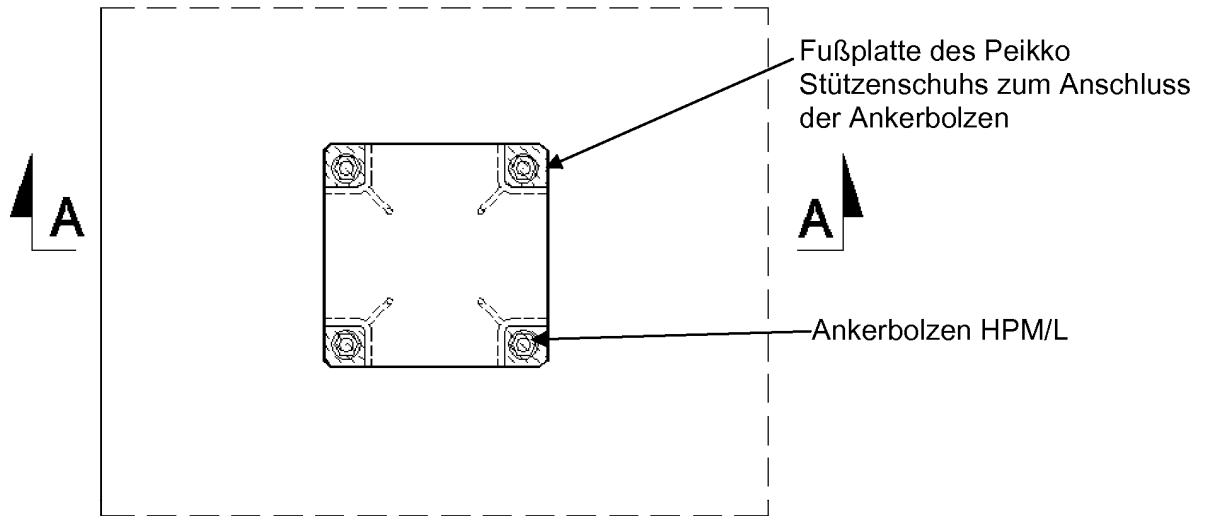 Fußplatte des Peikko
Stützenschuhs zum Anschluss
der Ankerbolzen
A
A
Ankerbolzen HPM/L